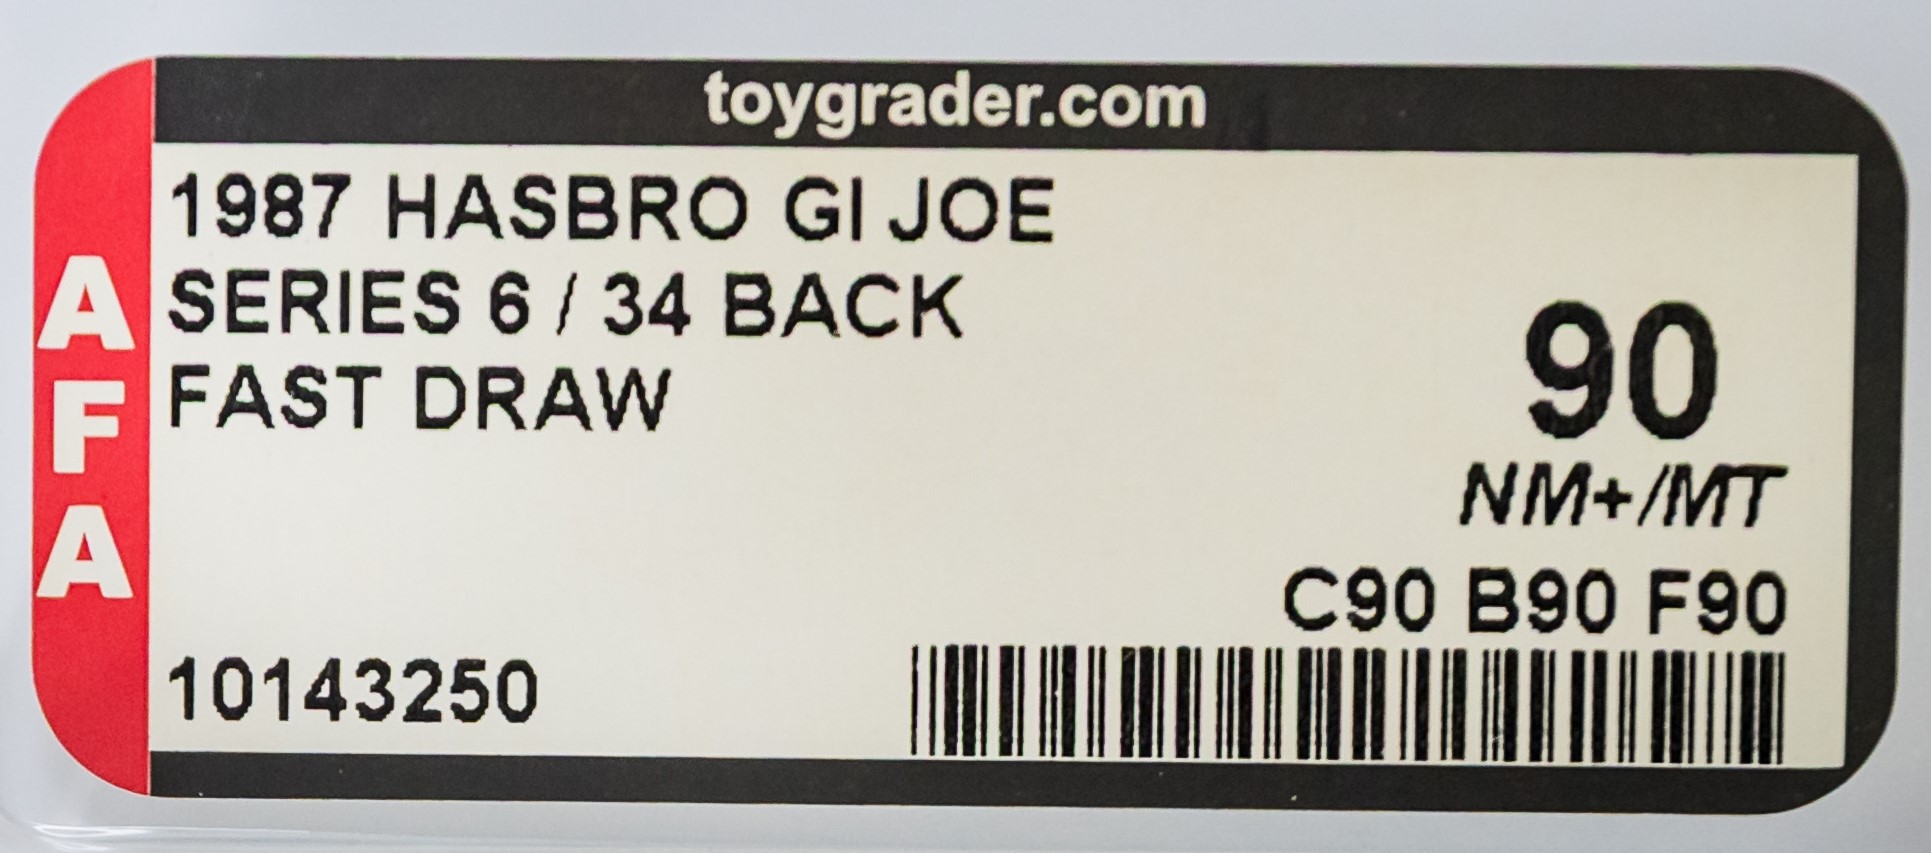 toygrader.com
AFA
1987 HASBRO GI JOE
SERIES 6 / 34 BACK
FAST DRAW
90
NM+/MT
C90 B90 F90
10143250